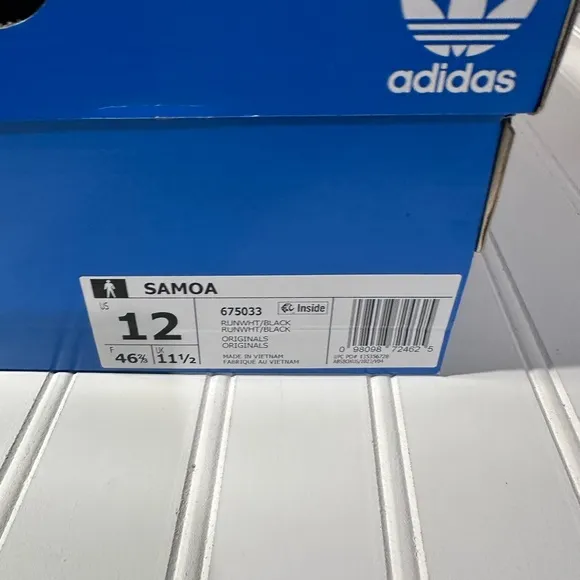 adidas
SAMOA
US
12
F 46⅔ UK 11½
675033
Inside
RUNWHT/BLACK
RUNWHT/BLACK
ORIGINALS
ORIGINALS
MADE IN VIETNAM
FABRIQUE AU VIETNAM
0 98098 72462 5